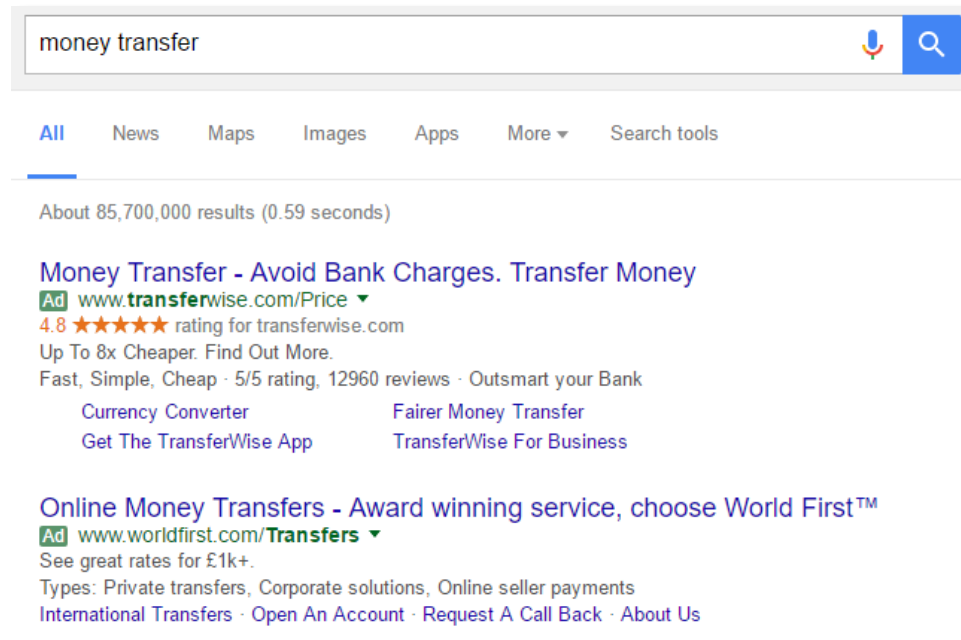 money transfer
All News Maps Images Apps More Search tools
About 85,700,000 results (0.59 seconds)
Money Transfer - Avoid Bank Charges. Transfer Money
Ad www.transferwise.com/Price
4.8 ★★★★★ rating for transferwise.com
Up To 8x Cheaper. Find Out More.
Fast, Simple, Cheap · 5/5 rating, 12960 reviews · Outsmart your Bank
Currency Converter Fairer Money Transfer
Get The TransferWise App TransferWise For Business
Online Money Transfers - Award winning service, choose World First™
Ad www.worldfirst.com/Transfers
See great rates for £1k+.
Types: Private transfers, Corporate solutions, Online seller payments
International Transfers · Open An Account · Request A Call Back · About Us